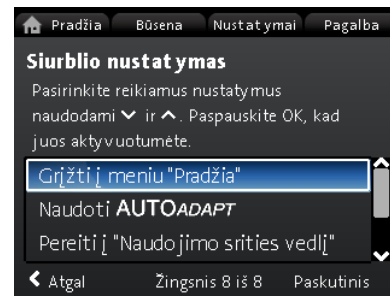 Pradžia Būsena Nustatymai Pagalba
Siurblio nustatymas
Pasirinkite reikiamus nustatymus
naudodami ir . Paspauskite OK, kad
juos aktyvuotumėte.
Grįžti į meniu "Pradžia"
Naudoti AUTOADAPT
Pereiti į "Naudojimo srities vedlį"
Atgal Žingsnis 8 iš 8 Paskutinis